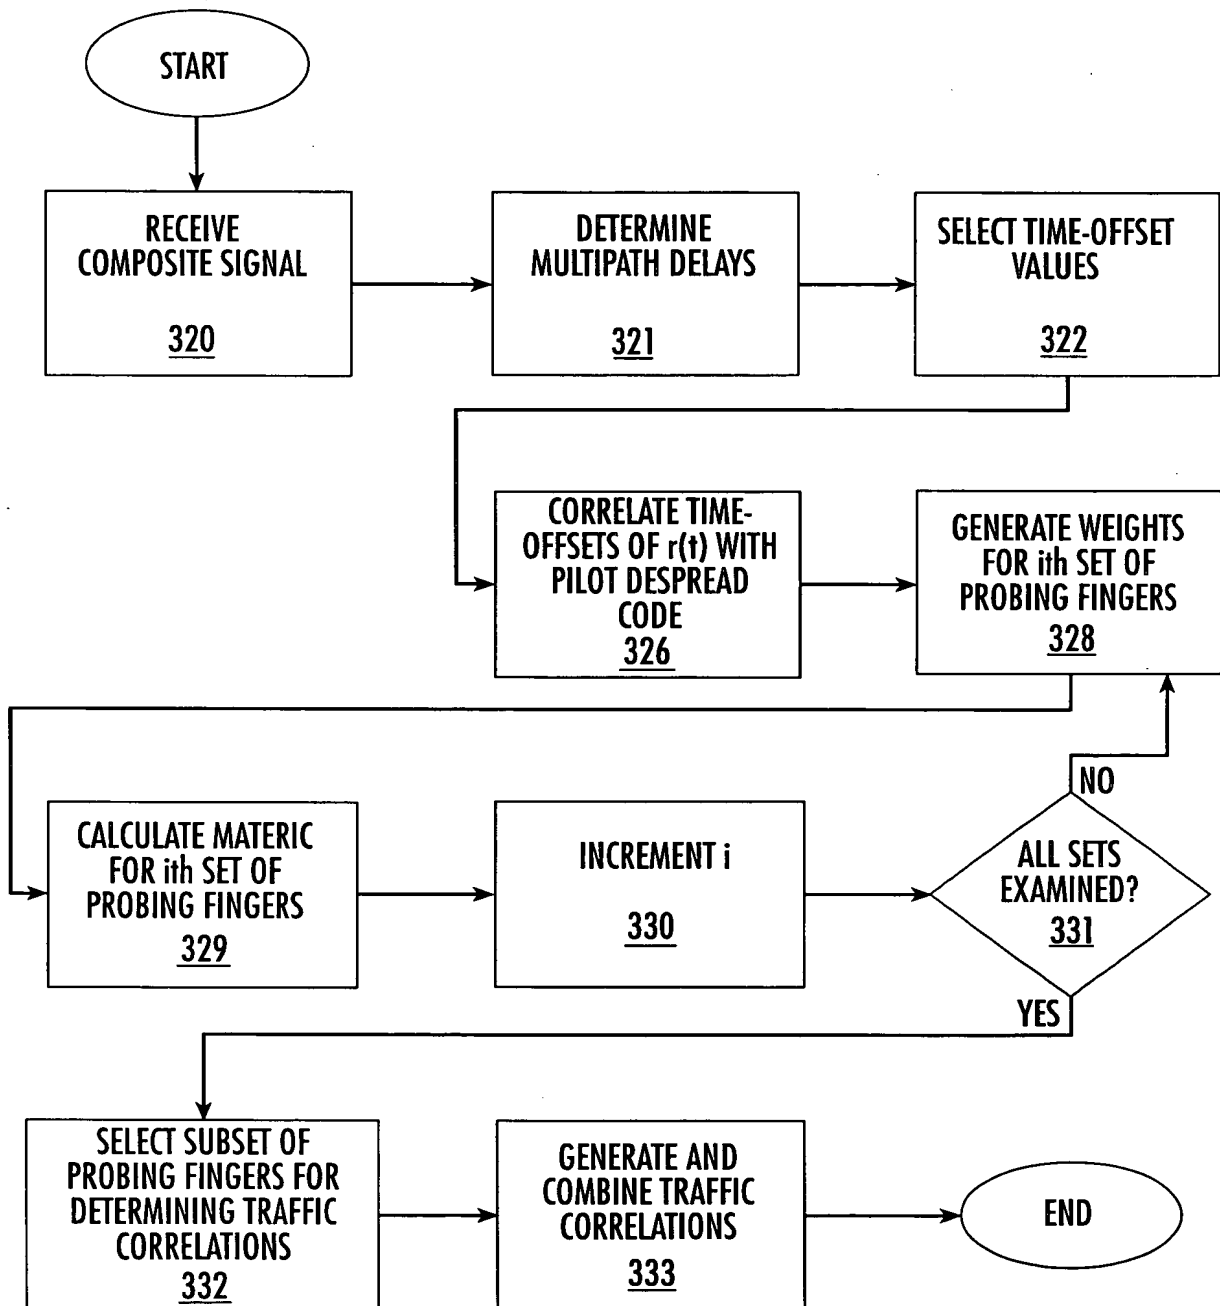 START
RECEIVE
COMPOSITE SIGNAL
320
DETERMINE
MULTIPATH DELAYS
321
SELECT TIME-OFFSET
VALUES
322
CORRELATE TIME-
OFFSETS OF r(t) WITH
PILOT DESPREAD
CODE
326
GENERATE WEIGHTS
FOR ith SET OF
PROBING FINGERS
328
CALCULATE MATERIC
FOR ith SET OF
PROBING FINGERS
329
INCREMENT i
330
NO
ALL SETS
EXAMINED?
331
YES
SELECT SUBSET OF
PROBING FINGERS FOR
DETERMINING TRAFFIC
CORRELATIONS
332
GENERATE AND
COMBINE TRAFFIC
CORRELATIONS
333
END